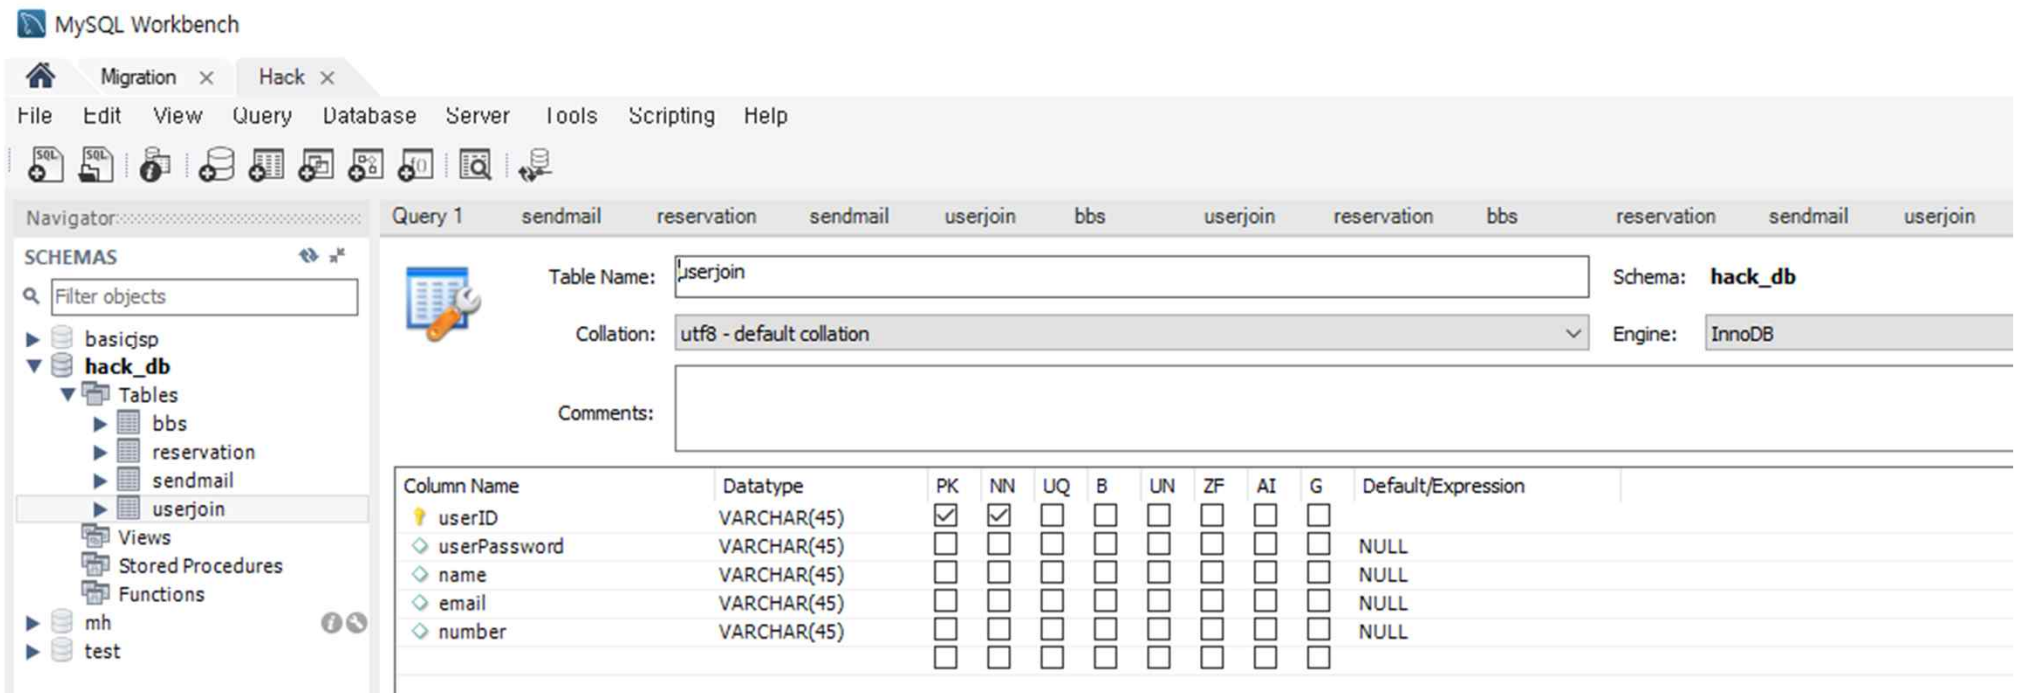 MySQL Workbench
Migration × Hack ×
File Edit View Query Database Server Tools Scripting Help
SQL SQL
Navigator
SCHEMAS
Filter objects
basicjsp
hack_db
Tables
bbs
reservation
sendmail
userjoin
Views
Stored Procedures
Functions
mh
test
Query 1 sendmail reservation sendmail userjoin bbs userjoin reservation bbs reservation sendmail userjoin
Table Name: userjoin Schema: hack_db
Collation: utf8 - default collation Engine: InnoDB
Comments:
Column Name Datatype PK NN UQ B UN ZF AI G Default/Expression
userID VARCHAR(45)
userPassword VARCHAR(45) NULL
name VARCHAR(45) NULL
email VARCHAR(45) NULL
number VARCHAR(45) NULL